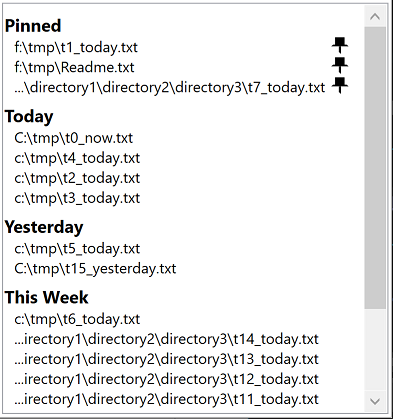 Pinned
f:\tmp\t1_today.txt
f:\tmp\Readme.txt
...\directory1\directory2\directory3\t7_today.txt
Today
C:\tmp\t0_now.txt
c:\tmp\t4_today.txt
c:\tmp\t2_today.txt
c:\tmp\t3_today.txt
Yesterday
c:\tmp\t5_today.txt
C:\tmp\t15_yesterday.txt
This Week
c:\tmp\t6_today.txt
...irectory1\directory2\directory3\t14_today.txt
...irectory1\directory2\directory3\t13_today.txt
...irectory1\directory2\directory3\t12_today.txt
...irectory1\directory2\directory3\t11_today.txt